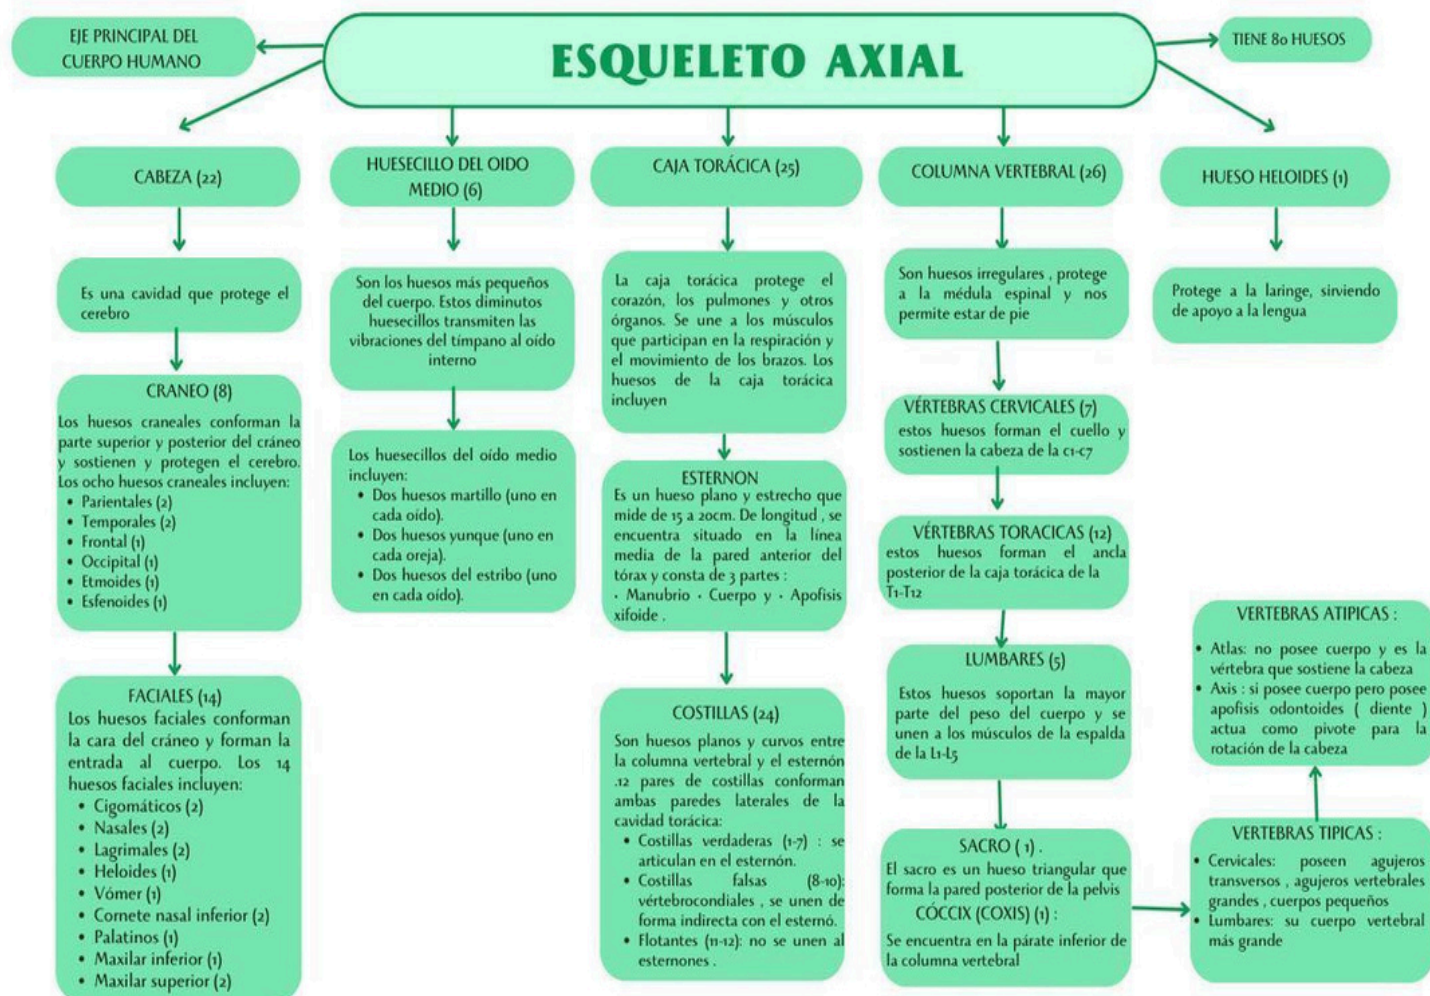 EJE PRINCIPAL DEL
CUERPO HUMANO
ESQUELETO AXIAL
TIENE 80 HUESOS
CABEZA (22)
Es una cavidad que protege el
cerebro
CRANEO (8)
Los huesos craneales conforman la
parte superior y posterior del cráneo
y sostienen y protegen el cerebro.
Los ocho huesos craneales incluyen:
• Parientales (2)
• Temporales (2)
• Frontal (1)
• Occipital (1)
• Etmoides (1)
• Esfenoides (1)
FACIALES (14)
Los huesos faciales conforman
la cara del cráneo y forman la
entrada al cuerpo. Los 14
huesos faciales incluyen:
• Cigomáticos (2)
• Nasales (2)
• Lagrimales (2)
• Heloides (1)
• Vómer (1)
• Cornete nasal inferior (2)
• Palatinos (1)
• Maxilar inferior (1)
• Maxilar superior (2)
HUESECILLO DEL OIDO
MEDIO (6)
Son los huesos más pequeños
del cuerpo. Estos diminutos
huesecillos transmiten las
vibraciones del tímpano al oído
interno
Los huesecillos del oído medio
incluyen:
• Dos huesos martillo (uno en
cada oído).
• Dos huesos yunque (uno en
cada oreja).
• Dos huesos del estribo (uno
en cada oído).
CAJA TORÁCICA (25)
La caja torácica protege el
corazón, los pulmones y otros
órganos. Se une a los músculos
que participan en la respiración y
el movimiento de los brazos. Los
huesos de la caja torácica
incluyen
ESTERNON
Es un hueso plano y estrecho que
mide de 15 a 20cm. De longitud , se
encuentra situado en la línea
media de la pared anterior del
tórax y consta de 3 partes :
· Manubrio · Cuerpo y · Apofisis
xifoide .
COSTILLAS (24)
Son huesos planos y curvos entre
la columna vertebral y el esternón
.12 pares de costillas conforman
ambas paredes laterales de la
cavidad torácica:
• Costillas verdaderas (1-7) : se
articulan en el esternón.
• Costillas falsas (8-10):
vértebrocondiales , se unen de
forma indirecta con el esternó.
• Flotantes (11-12): no se unen al
esternones .
COLUMNA VERTEBRAL (26)
Son huesos irregulares , protege
a la médula espinal y nos
permite estar de pie
VÉRTEBRAS CERVICALES (7)
estos huesos forman el cuello y
sostienen la cabeza de la c1-c7
VÉRTEBRAS TORACICAS (12)
estos huesos forman el ancla
posterior de la caja torácica de la
T1-T12
LUMBARES (5)
Estos huesos soportan la mayor
parte del peso del cuerpo y se
unen a los músculos de la espalda
de la L1-L5
SACRO ( 1) .
El sacro es un hueso triangular que
forma la pared posterior de la pelvis
CÓCCIX (COXIS) (1) :
Se encuentra en la párate inferior de
la columna vertebral
HUESO HELOIDES (1)
Protege a la laringe, sirviendo
de apoyo a la lengua
VERTEBRAS ATIPICAS :
• Atlas: no posee cuerpo y es la
vértebra que sostiene la cabeza
• Axis : si posee cuerpo pero posee
apofisis odontoides ( diente )
actua como pivote para la
rotación de la cabeza
VERTEBRAS TIPICAS :
• Cervicales: poseen agujeros
transversos , agujeros vertebrales
grandes , cuerpos pequeños
• Lumbares: su cuerpo vertebral
más grande